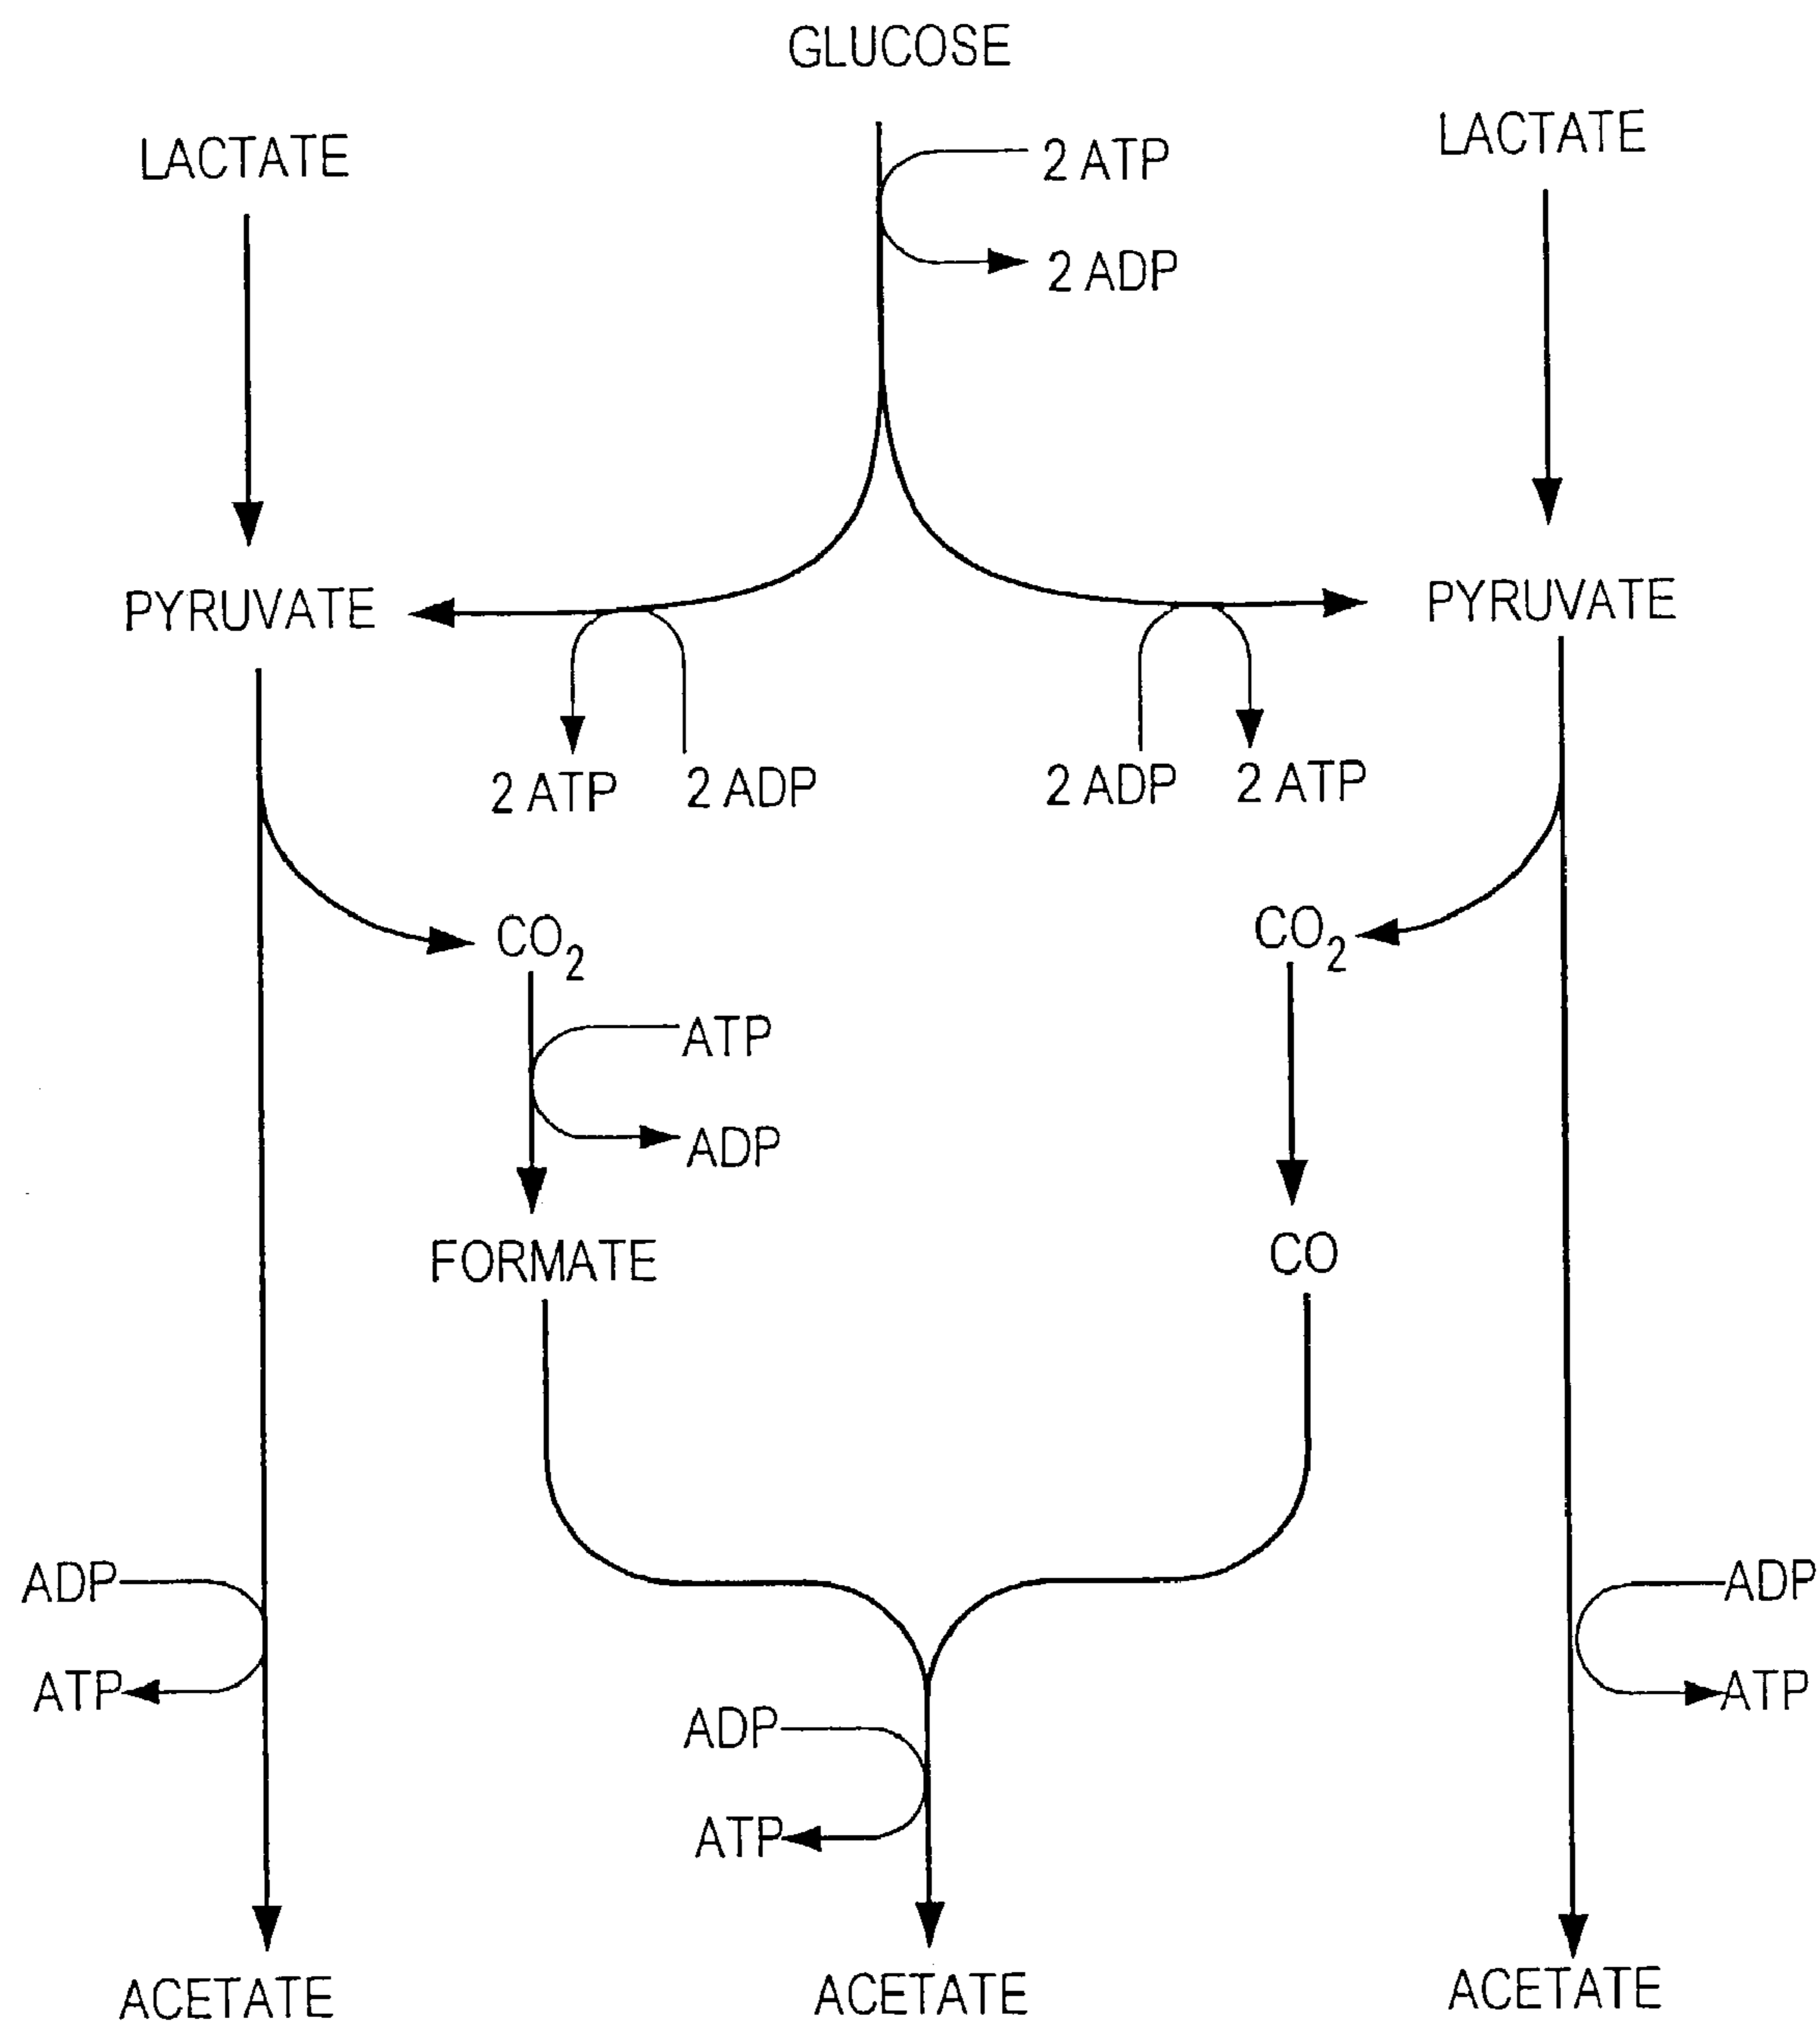 GLUCOSE
LACTATE
LACTATE
2 ATP
2 ADP
PYRUVATE
PYRUVATE
2 ATP
2 ADP
2 ADP
2 ATP
CO2
CO2
ATP
ADP
FORMATE
CO
ADP
ADP
ATP
ATP
ADP
ATP
ACETATE
ACETATE
ACETATE